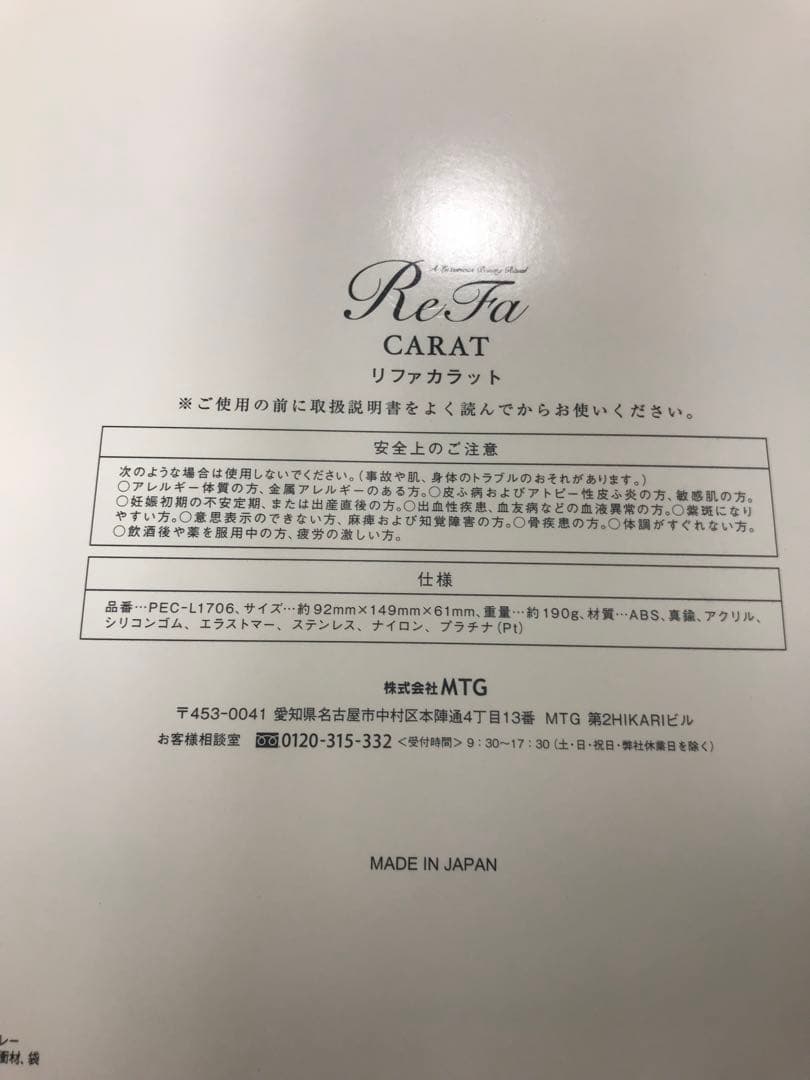 A Luxurious Beauty Ritual
ReFa
CARAT
リファカラット
※ご使用の前に取扱説明書をよく読んでからお使いください。
安全上のご注意
次のような場合は使用しないでください。(事故や肌、身体のトラブルのおそれがあります。)
○アレルギー体質の方、金属アレルギーのある方。○皮ふ病およびアトピー性皮ふ炎の方、敏感肌の方。
○妊娠初期の不安定期、または出産直後の方。○出血性疾患、血友病などの血液異常の方。○紫斑になり
やすい方。○意思表示のできない方、麻痺および知覚障害の方。○骨疾患の方。○体調がすぐれない方。
○飲酒後や薬を服用中の方、疲労の激しい方。
仕様
品番…PEC-L1706、サイズ…約92mm×149mm×61mm、重量…約190g、材質…ABS、真鍮、アクリル、
シリコンゴム、エラストマー、ステンレス、ナイロン、プラチナ(Pt)
株式会社MTG
〒453-0041 愛知県名古屋市中村区本陣通4丁目13番 MTG 第2HIKARIビル
お客様相談室 0120-315-332 <受付時間> 9:30〜17:30 (土・日・祝日・弊社休業日を除く)
MADE IN JAPAN
レー
衝材、袋